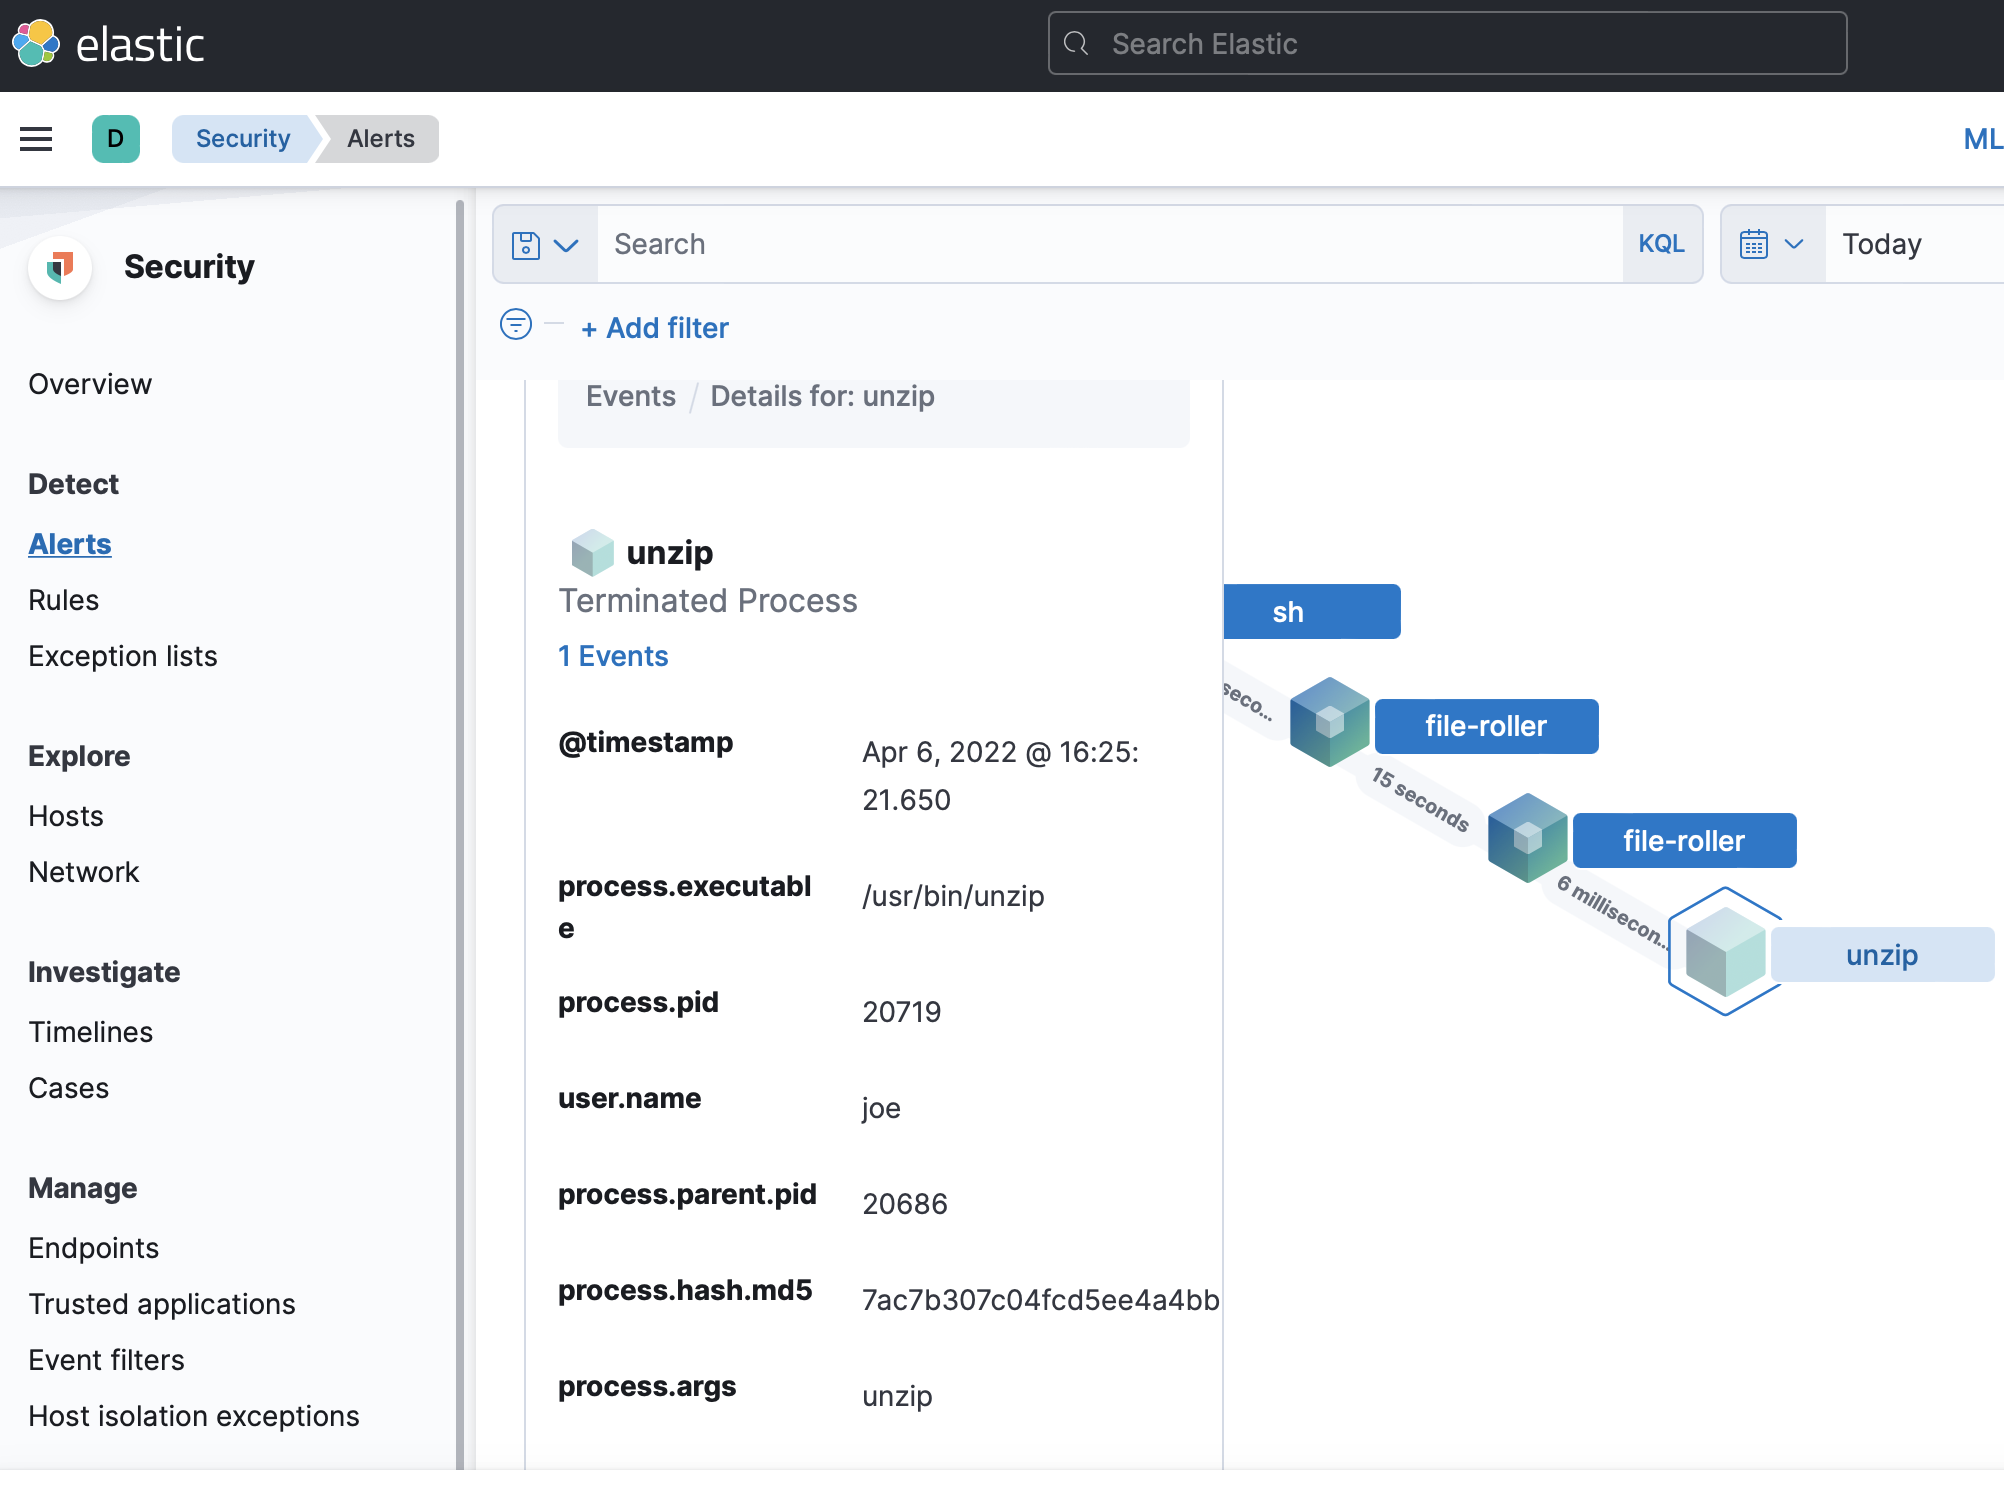 elastic
Search Elastic
D
Security
Alerts
ML
Security
Overview
Detect
Alerts
Rules
Exception lists
Explore
Hosts
Network
Investigate
Timelines
Cases
Manage
Endpoints
Trusted applications
Event filters
Host isolation exceptions
Search
KQL
Today
+ Add filter
Events / Details for: unzip
unzip
Terminated Process
1 Events
@timestamp
Apr 6, 2022 @ 16:25:
21.650
process.executabl
e
/usr/bin/unzip
process.pid
20719
user.name
joe
process.parent.pid
20686
process.hash.md5
7ac7b307c04fcd5ee4a4bb
process.args
unzip
sh
seco...
file-roller
15 seconds
file-roller
6 millisecon...
unzip